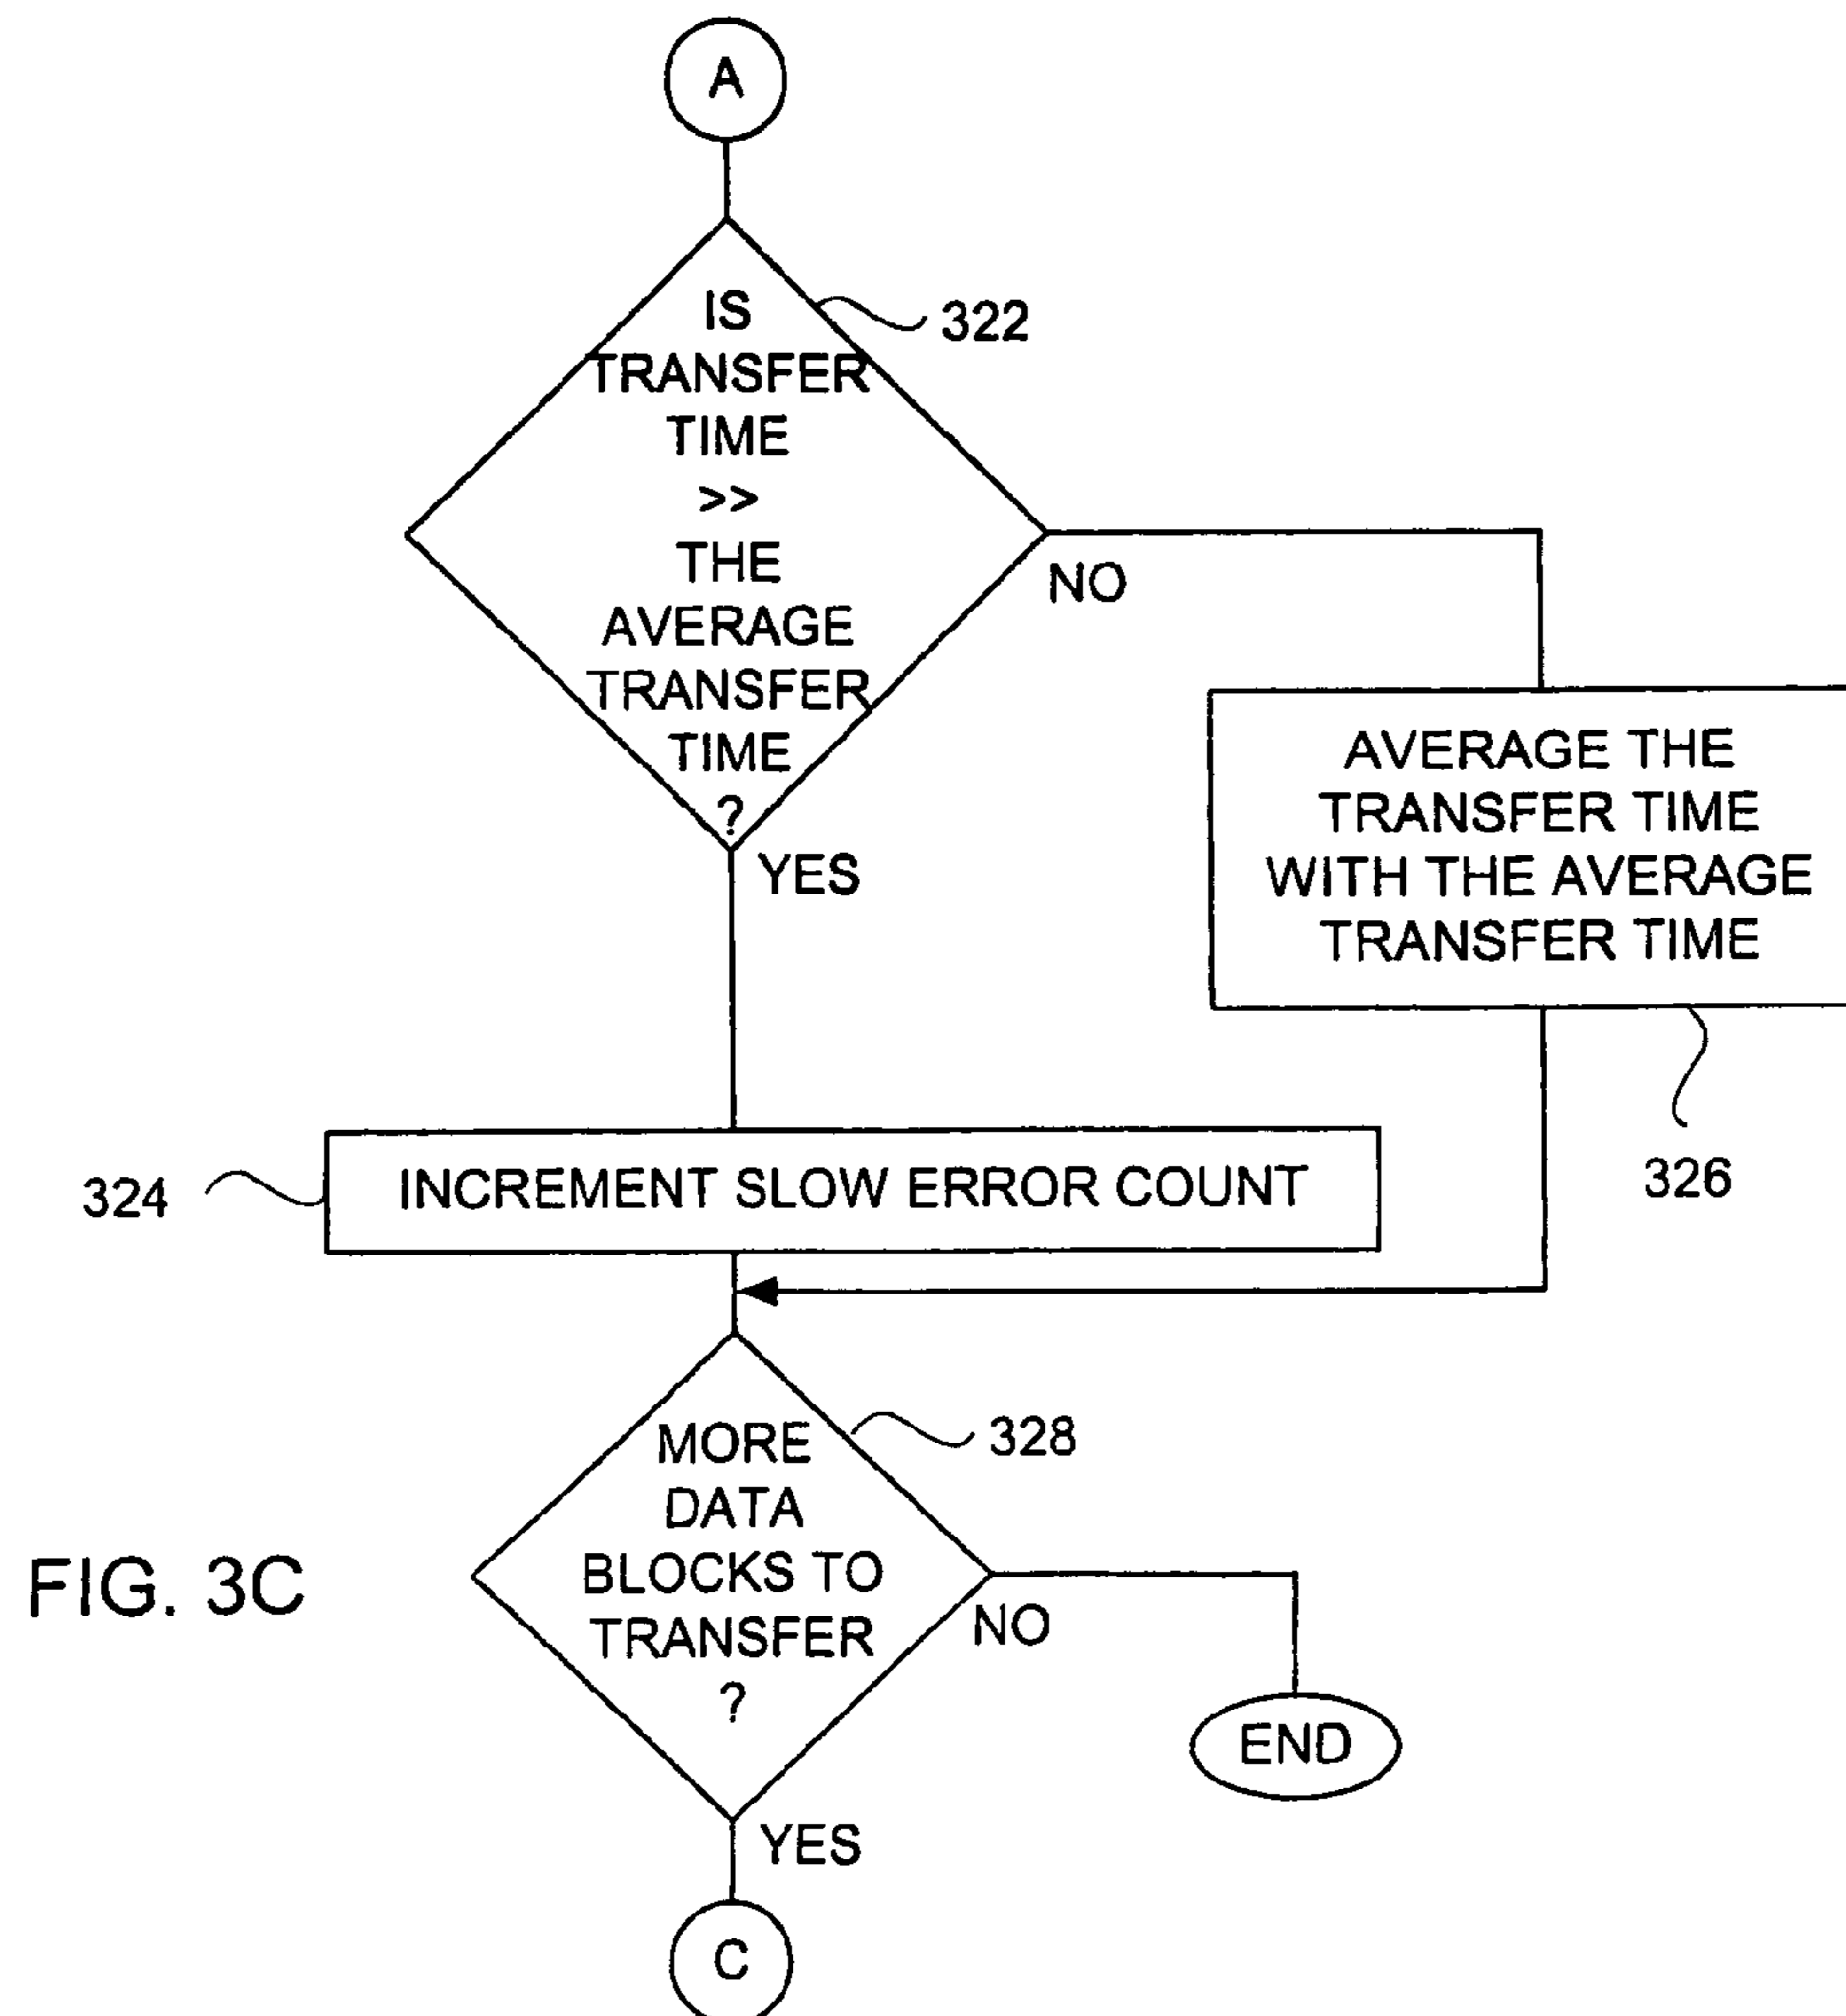 A
IS
TRANSFER
TIME
>>
THE
AVERAGE
TRANSFER
TIME
?
322
NO
YES
AVERAGE THE
TRANSFER TIME
WITH THE AVERAGE
TRANSFER TIME
326
324
INCREMENT SLOW ERROR COUNT
MORE
DATA
BLOCKS TO
TRANSFER
?
328
NO
END
YES
C
FIG. 3C